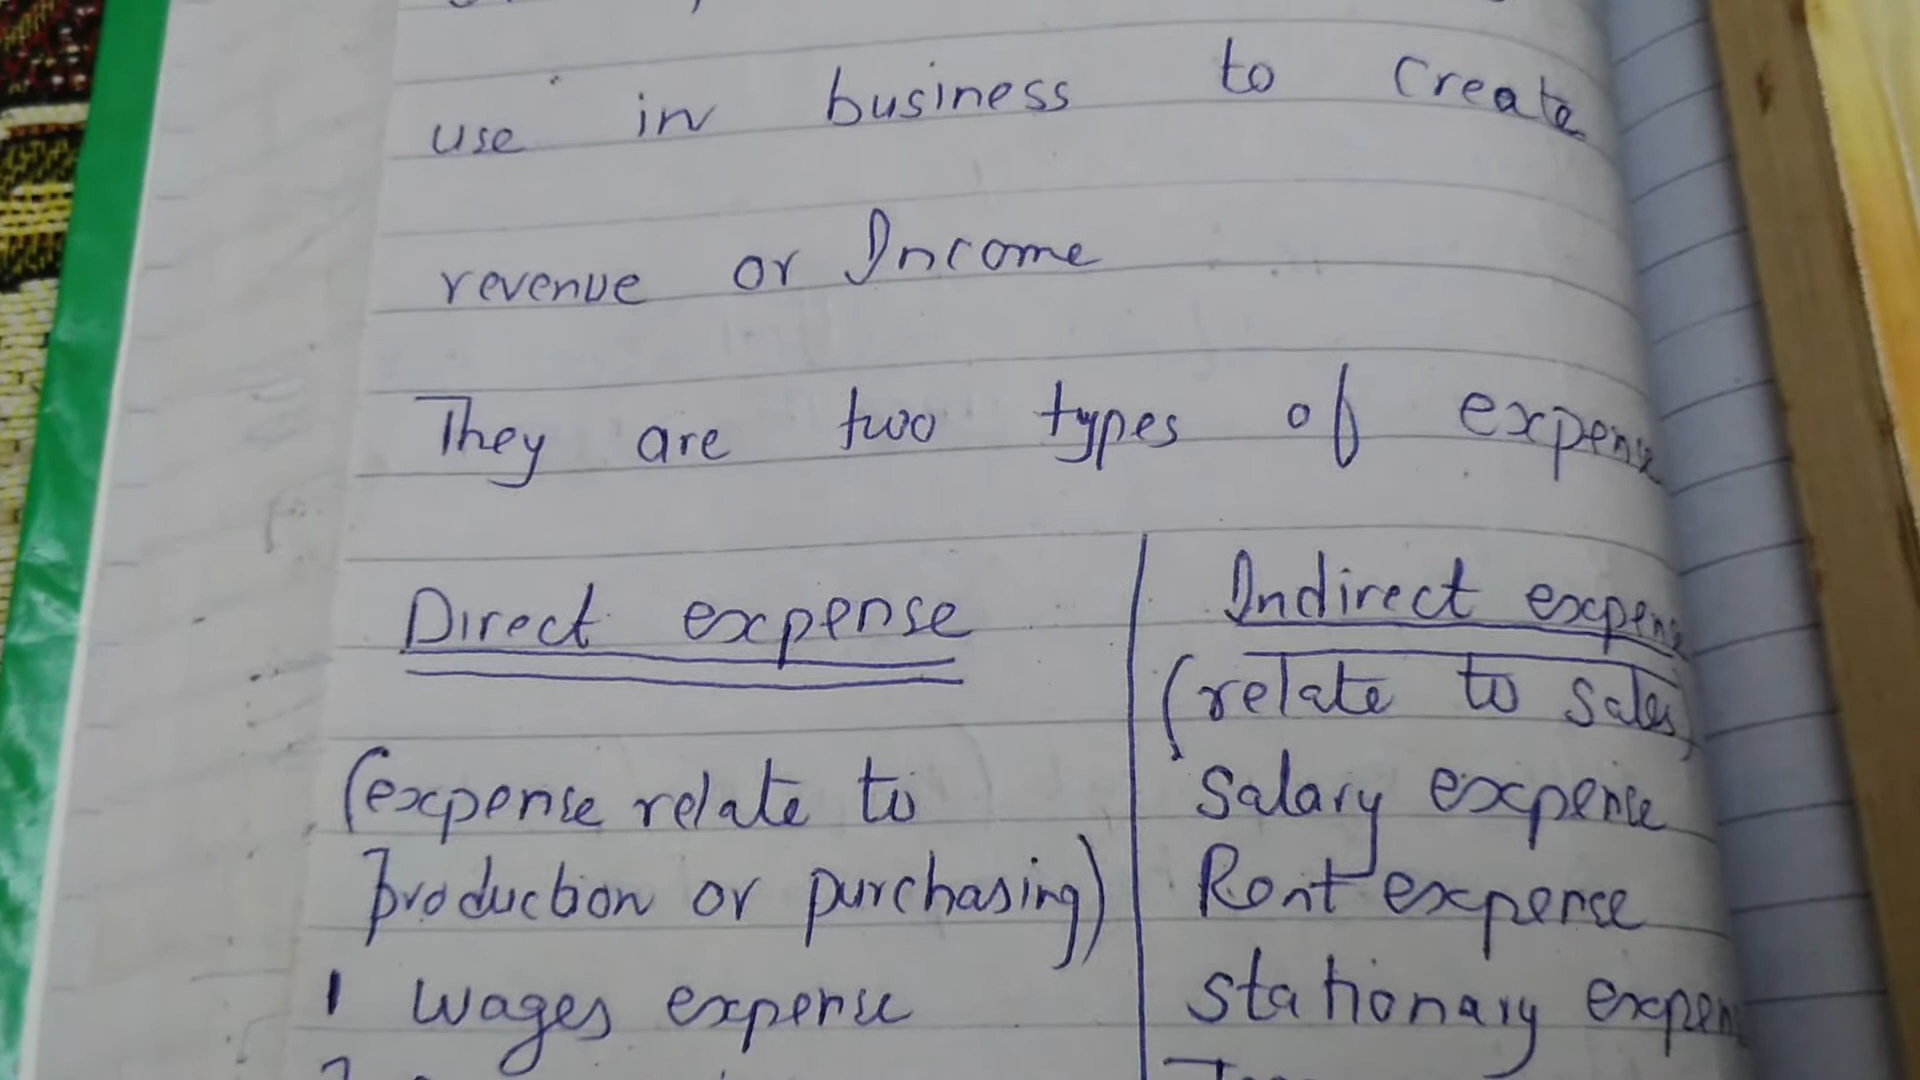 use in business to create
revenue or Income
They are two types of expense
Direct expense
(expense relate to
production or purchasing)
1 wages expense
Indirect expense
(relate to sales)
Salary expense
Rent expense
Stationary expen